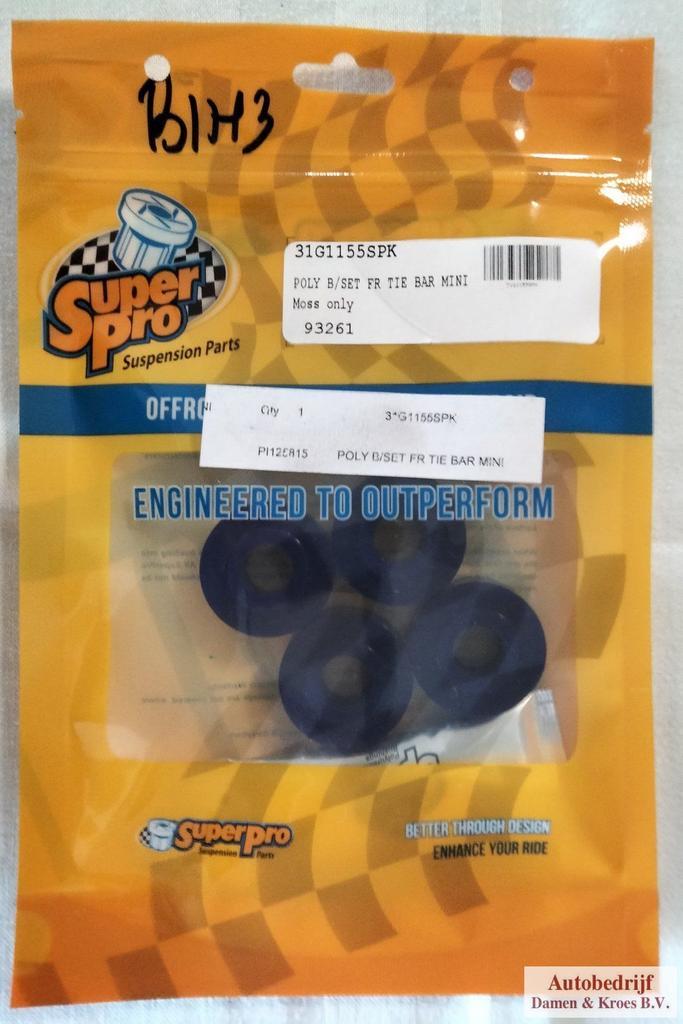 B1H3
Super
Pro
Suspension Parts
31G1155SPK
POLY B/SET FR TIE BAR MINI
Moss only
93261
OFFRO
Qty 1 31G1155SPK
POLY B/SET FR TIE BAR MINI
ENGINEERED TO OUTPERFORM
SuperPro
Suspension Parts
BETTER THROUGH DESIGN
ENHANCE YOUR RIDE
Autobedrijf
Damen & Kroes B.V.